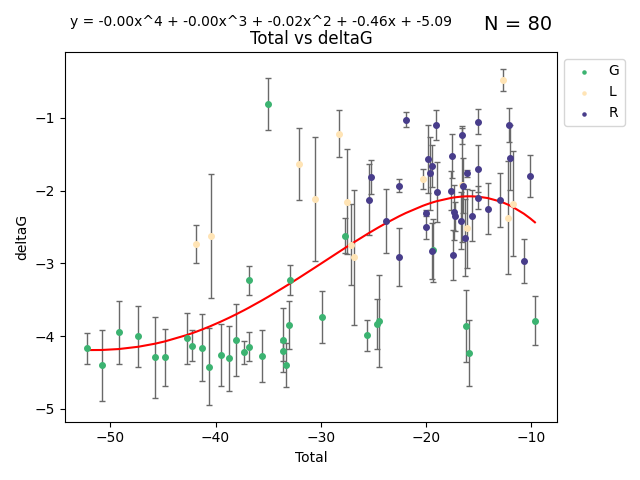 y = -0.00x^4 + -0.00x^3 + -0.02x^2 + -0.46x + -5.09
N = 80
Total vs deltaG
G
L
R
−1
−2
−3
−4
−5
deltaG
−50 −40 −30 −20 −10
Total